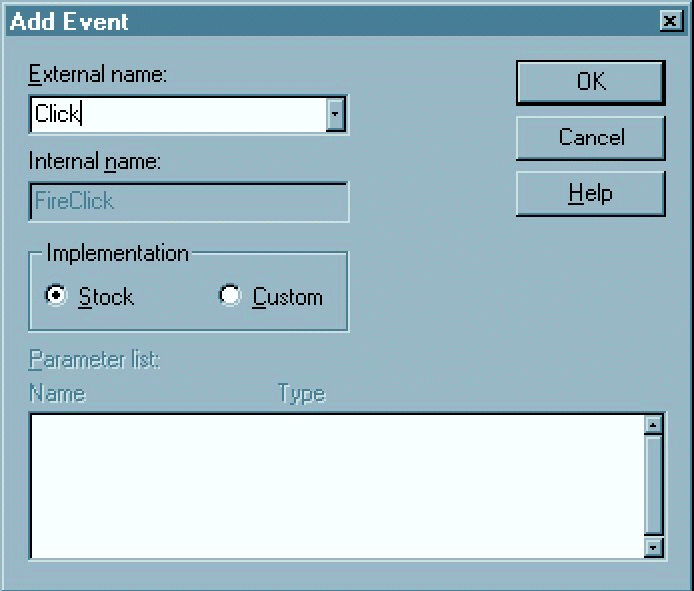 Add Event
External name:
OK
Click
Cancel
Internal name:
FireClick
Help
Implementation
Stock Custom
Parameter list:
Name Type